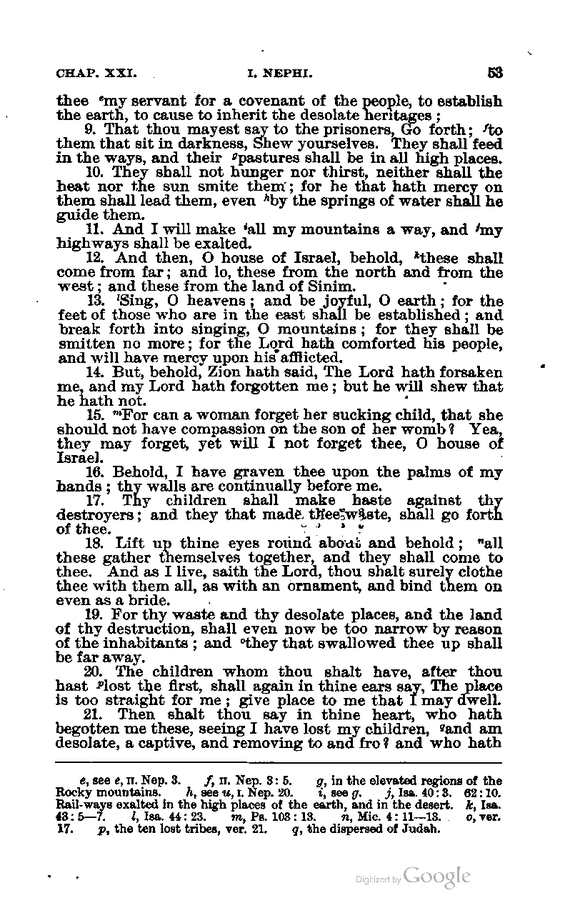 CHAP. XXI. I. NEPHI. 53
thee ᵉmy servant for a covenant of the people, to establish
the earth, to cause to inherit the desolate heritages ;
9. That thou mayest say to the prisoners, Go forth; ᶠto
them that sit in darkness, Shew yourselves. They shall feed
in the ways, and their ᵍpastures shall be in all high places.
10. They shall not hunger nor thirst, neither shall the
heat nor the sun smite them ; for he that hath mercy on
them shall lead them, even ʰby the springs of water shall he
guide them.
11. And I will make ⁱall my mountains a way, and ʲmy
highways shall be exalted.
12. And then, O house of Israel, behold, ᵏthese shall
come from far ; and lo, these from the north and from the
west ; and these from the land of Sinim.
13. ˡSing, O heavens ; and be joyful, O earth ; for the
feet of those who are in the east shall be established ; and
break forth into singing, O mountains ; for they shall be
smitten no more ; for the Lord hath comforted his people,
and will have mercy upon his afflicted.
14. But, behold, Zion hath said, The Lord hath forsaken
me, and my Lord hath forgotten me ; but he will shew that
he hath not.
15. ᵐFor can a woman forget her sucking child, that she
should not have compassion on the son of her womb? Yea,
they may forget, yet will I not forget thee, O house of
Israel.
16. Behold, I have graven thee upon the palms of my
hands ; thy walls are continually before me.
17. Thy children shall make haste against thy
destroyers ; and they that made thee waste, shall go forth
of thee.
18. Lift up thine eyes round about and behold ; ⁿall
these gather themselves together, and they shall come to
thee. And as I live, saith the Lord, thou shalt surely clothe
thee with them all, as with an ornament, and bind them on
even as a bride.
19. For thy waste and thy desolate places, and the land
of thy destruction, shall even now be too narrow by reason
of the inhabitants ; and ᵒthey that swallowed thee up shall
be far away.
20. The children whom thou shalt have, after thou
hast ᵖlost the first, shall again in thine ears say, The place
is too straight for me ; give place to me that I may dwell.
21. Then shalt thou say in thine heart, who hath
begotten me these, seeing I have lost my children, ᑫand am
desolate, a captive, and removing to and fro? and who hath
e, see e, II. Nep. 3. f, II. Nep. 3 : 5. g, in the elevated regions of the
Rocky mountains. h, see u, I. Nep. 20. i, see g. j, Isa. 40 : 3. 62 : 10.
Rail-ways exalted in the high places of the earth, and in the desert. k, Isa.
43 : 5—7. l, Isa. 44 : 23. m, Ps. 103 : 13. n, Mic. 4 : 11—13. o, ver.
17. p, the ten lost tribes, ver. 21. q, the dispersed of Judah.
Digitized by Google